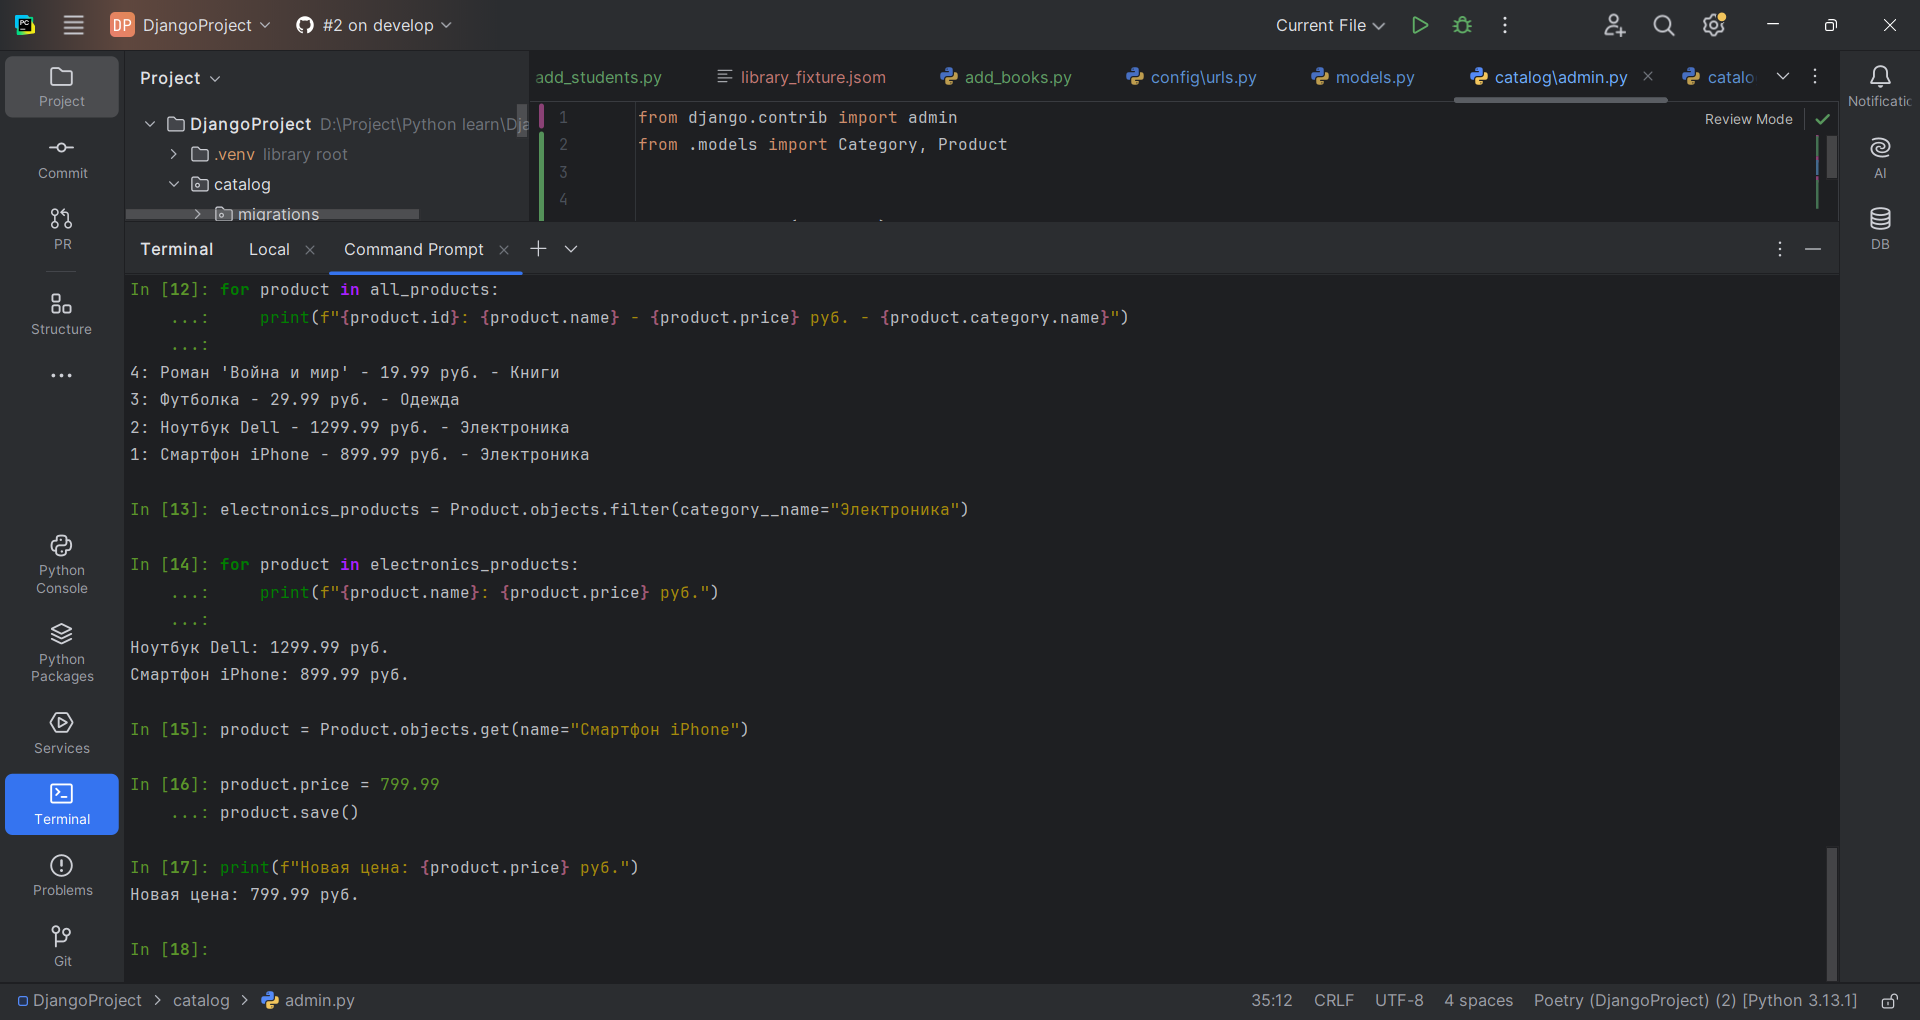 DP DjangoProject #2 on develop Current File
Project
Commit
PR
Structure
Python Console
Python Packages
Services
Terminal
Problems
Git
Project
DjangoProject D:\Project\Python learn\Dja
.venv library root
catalog
migrations
add_students.py library_fixture.jsom add_books.py config\urls.py models.py catalog\admin.py catalo
1 from django.contrib import admin
2 from .models import Category, Product
3
4
Review Mode
Notificatic
AI
DB
Terminal Local Command Prompt
In [12]: for product in all_products:
...: print(f"{product.id}: {product.name} - {product.price} руб. - {product.category.name}")
...:
4: Роман 'Война и мир' - 19.99 руб. - Книги
3: Футболка - 29.99 руб. - Одежда
2: Ноутбук Dell - 1299.99 руб. - Электроника
1: Смартфон iPhone - 899.99 руб. - Электроника
In [13]: electronics_products = Product.objects.filter(category__name="Электроника")
In [14]: for product in electronics_products:
...: print(f"{product.name}: {product.price} руб.")
...:
Ноутбук Dell: 1299.99 руб.
Смартфон iPhone: 899.99 руб.
In [15]: product = Product.objects.get(name="Смартфон iPhone")
In [16]: product.price = 799.99
...: product.save()
In [17]: print(f"Новая цена: {product.price} руб.")
Новая цена: 799.99 руб.
In [18]:
DjangoProject > catalog > admin.py 35:12 CRLF UTF-8 4 spaces Poetry (DjangoProject) (2) [Python 3.13.1]